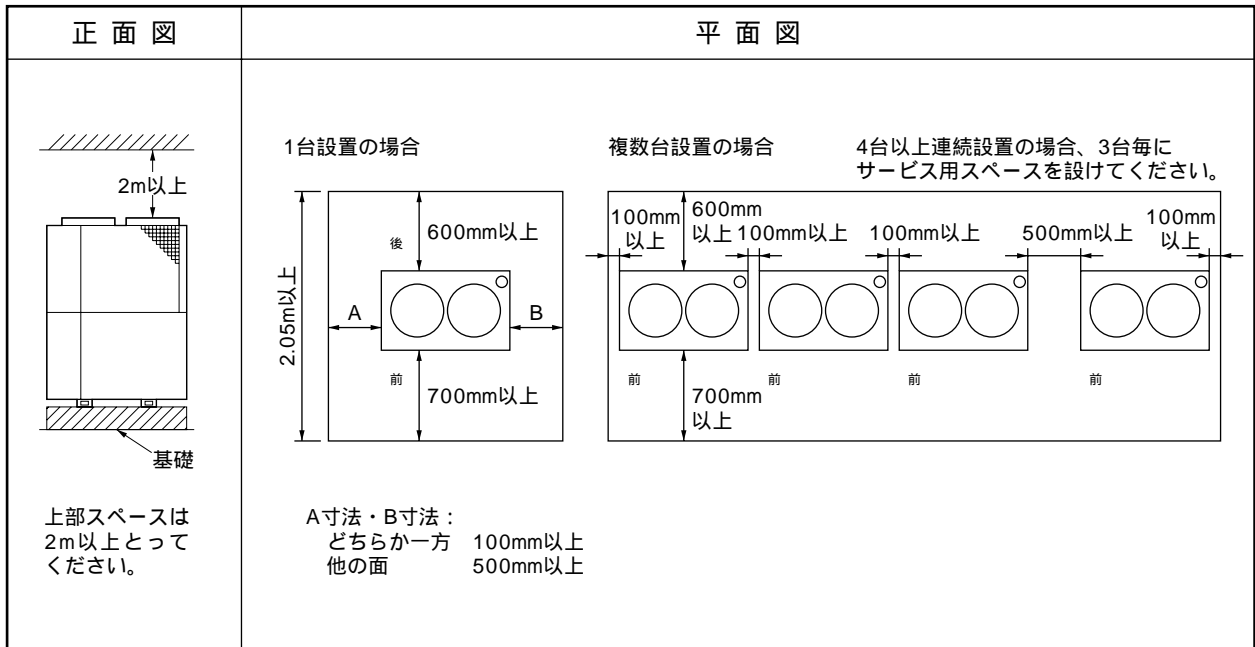 正面図
平面図
2m以上
基礎
上部スペースは
2m以上とって
ください。
1台設置の場合
2.05m以上
後
600mm以上
A
B
前
700mm以上
A寸法・B寸法：
どちらか一方 100mm以上
他の面 500mm以上
複数台設置の場合
4台以上連続設置の場合、3台毎に
サービス用スペースを設けてください。
100mm
以上
600mm
以上
100mm以上
100mm以上
500mm以上
100mm
以上
前
前
前
前
700mm
以上